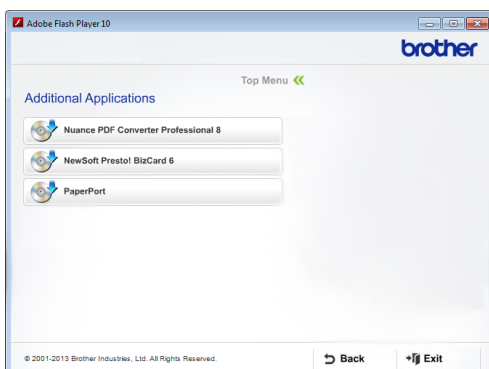 Adobe Flash Player 10
brother
Top Menu
Additional Applications
Nuance PDF Converter Professional 8
NewSoft Presto! BizCard 6
PaperPort
© 2001-2013 Brother Industries, Ltd. All Rights Reserved.
Back
Exit